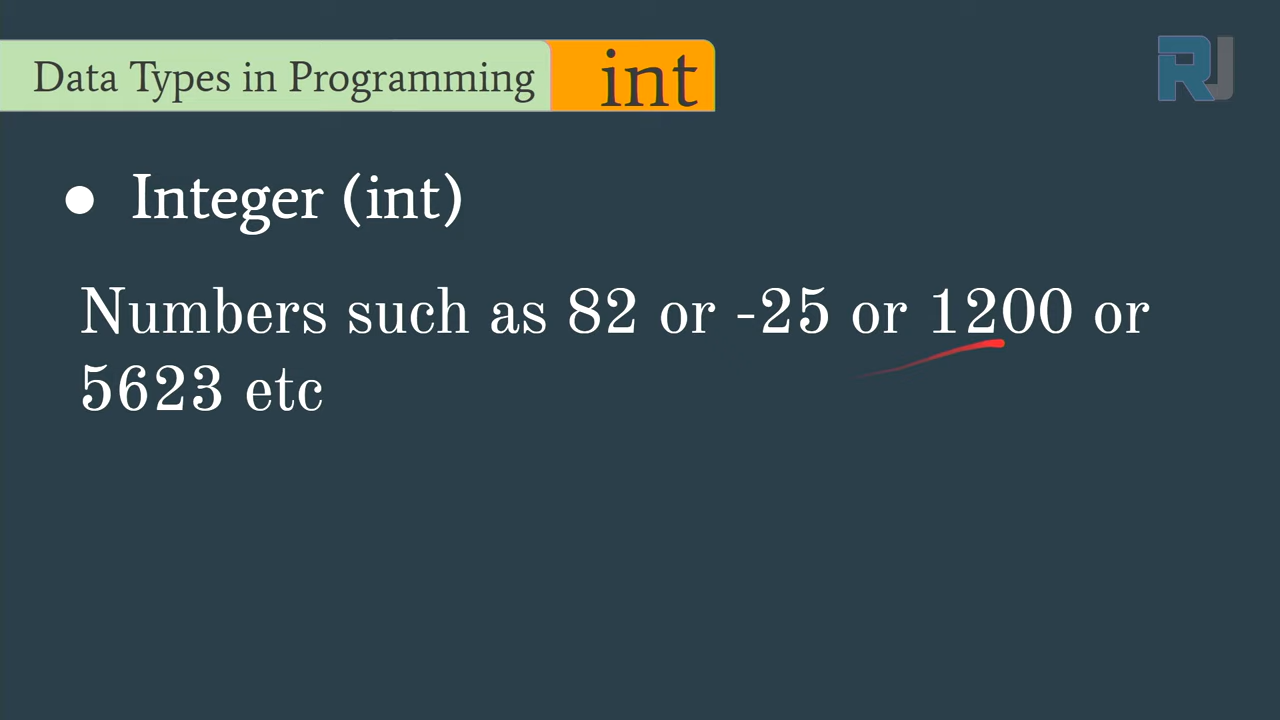 Data Types in Programming int
RJ
● Integer (int)
Numbers such as 82 or -25 or 1200 or
5623 etc